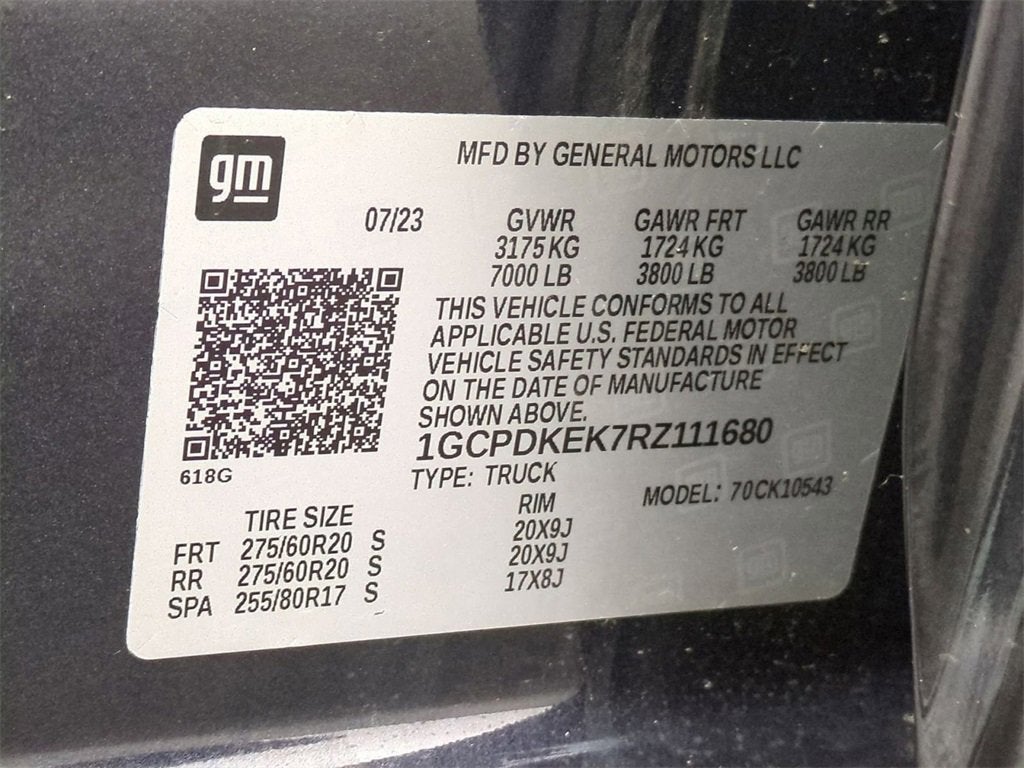 gm
MFD BY GENERAL MOTORS LLC
07/23 GVWR GAWR FRT GAWR RR
3175 KG 1724 KG 1724 KG
7000 LB 3800 LB 3800 LB
THIS VEHICLE CONFORMS TO ALL
APPLICABLE U.S. FEDERAL MOTOR
VEHICLE SAFETY STANDARDS IN EFFECT
ON THE DATE OF MANUFACTURE
SHOWN ABOVE.
1GCPDKEK7RZ111680
618G
TYPE: TRUCK MODEL: 70CK10543
TIRE SIZE RIM
FRT 275/60R20 S 20X9J
RR 275/60R20 S 20X9J
SPA 255/80R17 S 17X8J